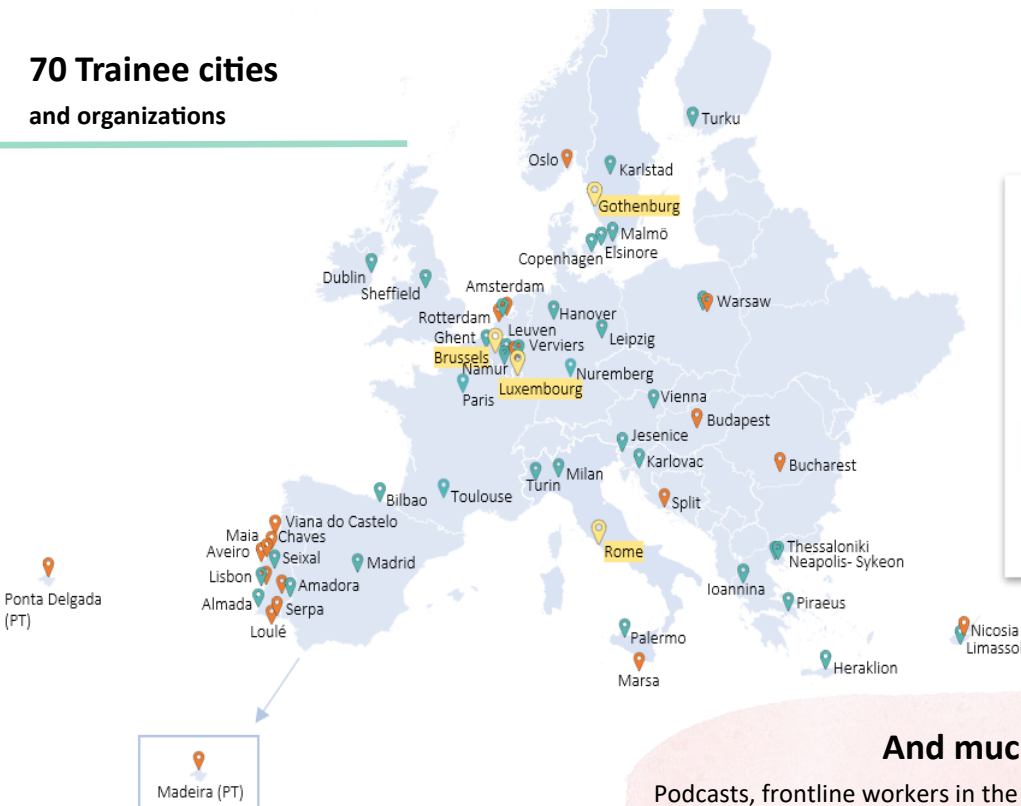 70 Trainee cities
and organizations
Turku
Oslo
Karlstad
Gothenburg
Malmö
Elsinore
Copenhagen
Dublin
Sheffield
Amsterdam
Warsaw
Rotterdam
Hanover
Ghent
Leuven
Leipzig
Verviers
Brussels
Namur
Nuremberg
Luxembourg
Paris
Vienna
Budapest
Jesenice
Karlovac
Bucharest
Turin
Milan
Bilbao
Toulouse
Split
Viana do Castelo
Maia
Chaves
Aveiro
Seixal
Madrid
Rome
Thessaloniki
Neapolis- Sykeon
Lisbon
Amadora
Ioannina
Ponta Delgada
(PT)
Almada
Serpa
Piraeus
Loulé
Palermo
Nicosia
Limassol
Marsa
Heraklion
Madeira (PT)
And muc
Podcasts, frontline workers in the